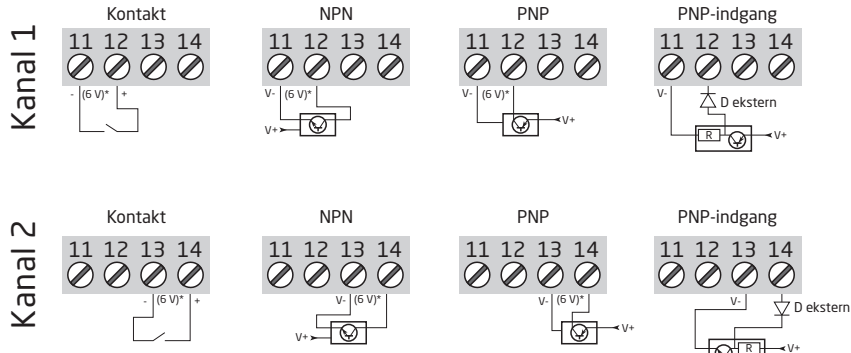 Kanal 1
Kontakt
11 12 13 14
- (6 V)* +
NPN
11 12 13 14
V- (6 V)*
V+
PNP
11 12 13 14
V- (6 V)*
V+
PNP-indgang
11 12 13 14
V-
D ekstern
R
V+
Kanal 2
Kontakt
11 12 13 14
- (6 V)* +
NPN
11 12 13 14
V- (6 V)*
V+
PNP
11 12 13 14
V- (6 V)*
V+
PNP-indgang
11 12 13 14
V-
D ekstern
R
V+